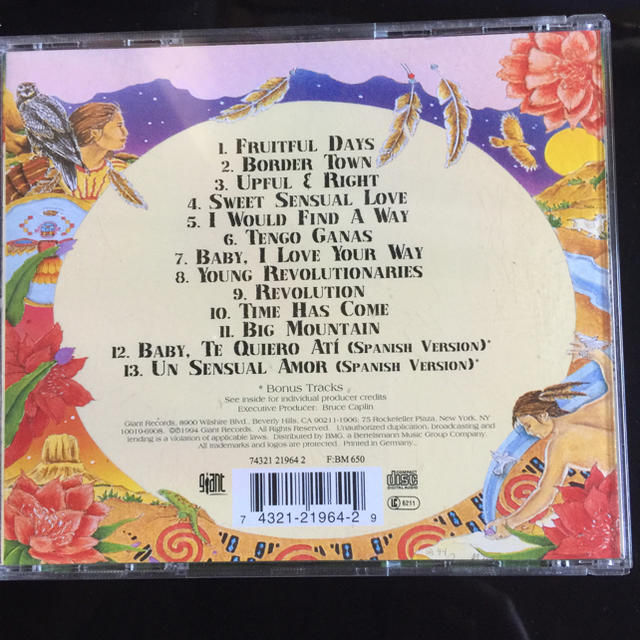 1. Fruitful Days
2. Border Town
3. Upful & Right
4. Sweet Sensual Love
5. I Would Find A Way
6. Tengo Ganas
7. Baby, I Love Your Way
8. Young Revolutionaries
9. Revolution
10. Time Has Come
11. Big Mountain
12. Baby, Te Quiero Atí (Spanish Version)*
13. Un Sensual Amor (Spanish Version)*
* Bonus Tracks
See inside for individual producer credits
Executive Producer: Bruce Caplin
Giant Records, 8900 Wilshire Blvd., Beverly Hills, CA 90211-1906; 75 Rockefeller Plaza, New York, NY
10019-6908. ℗©1994 Giant Records. All Rights Reserved. Unauthorized duplication, broadcasting and
lending is a violation of applicable laws. Distributed by BMG, a Bertelsmann Music Group Company.
All trademarks and logos are protected. Printed in Germany.
74321 21964 2 F:BM 650
giant
COMPACT
disc
DIGITAL AUDIO
LC 6211
7 4321-21964-2 9